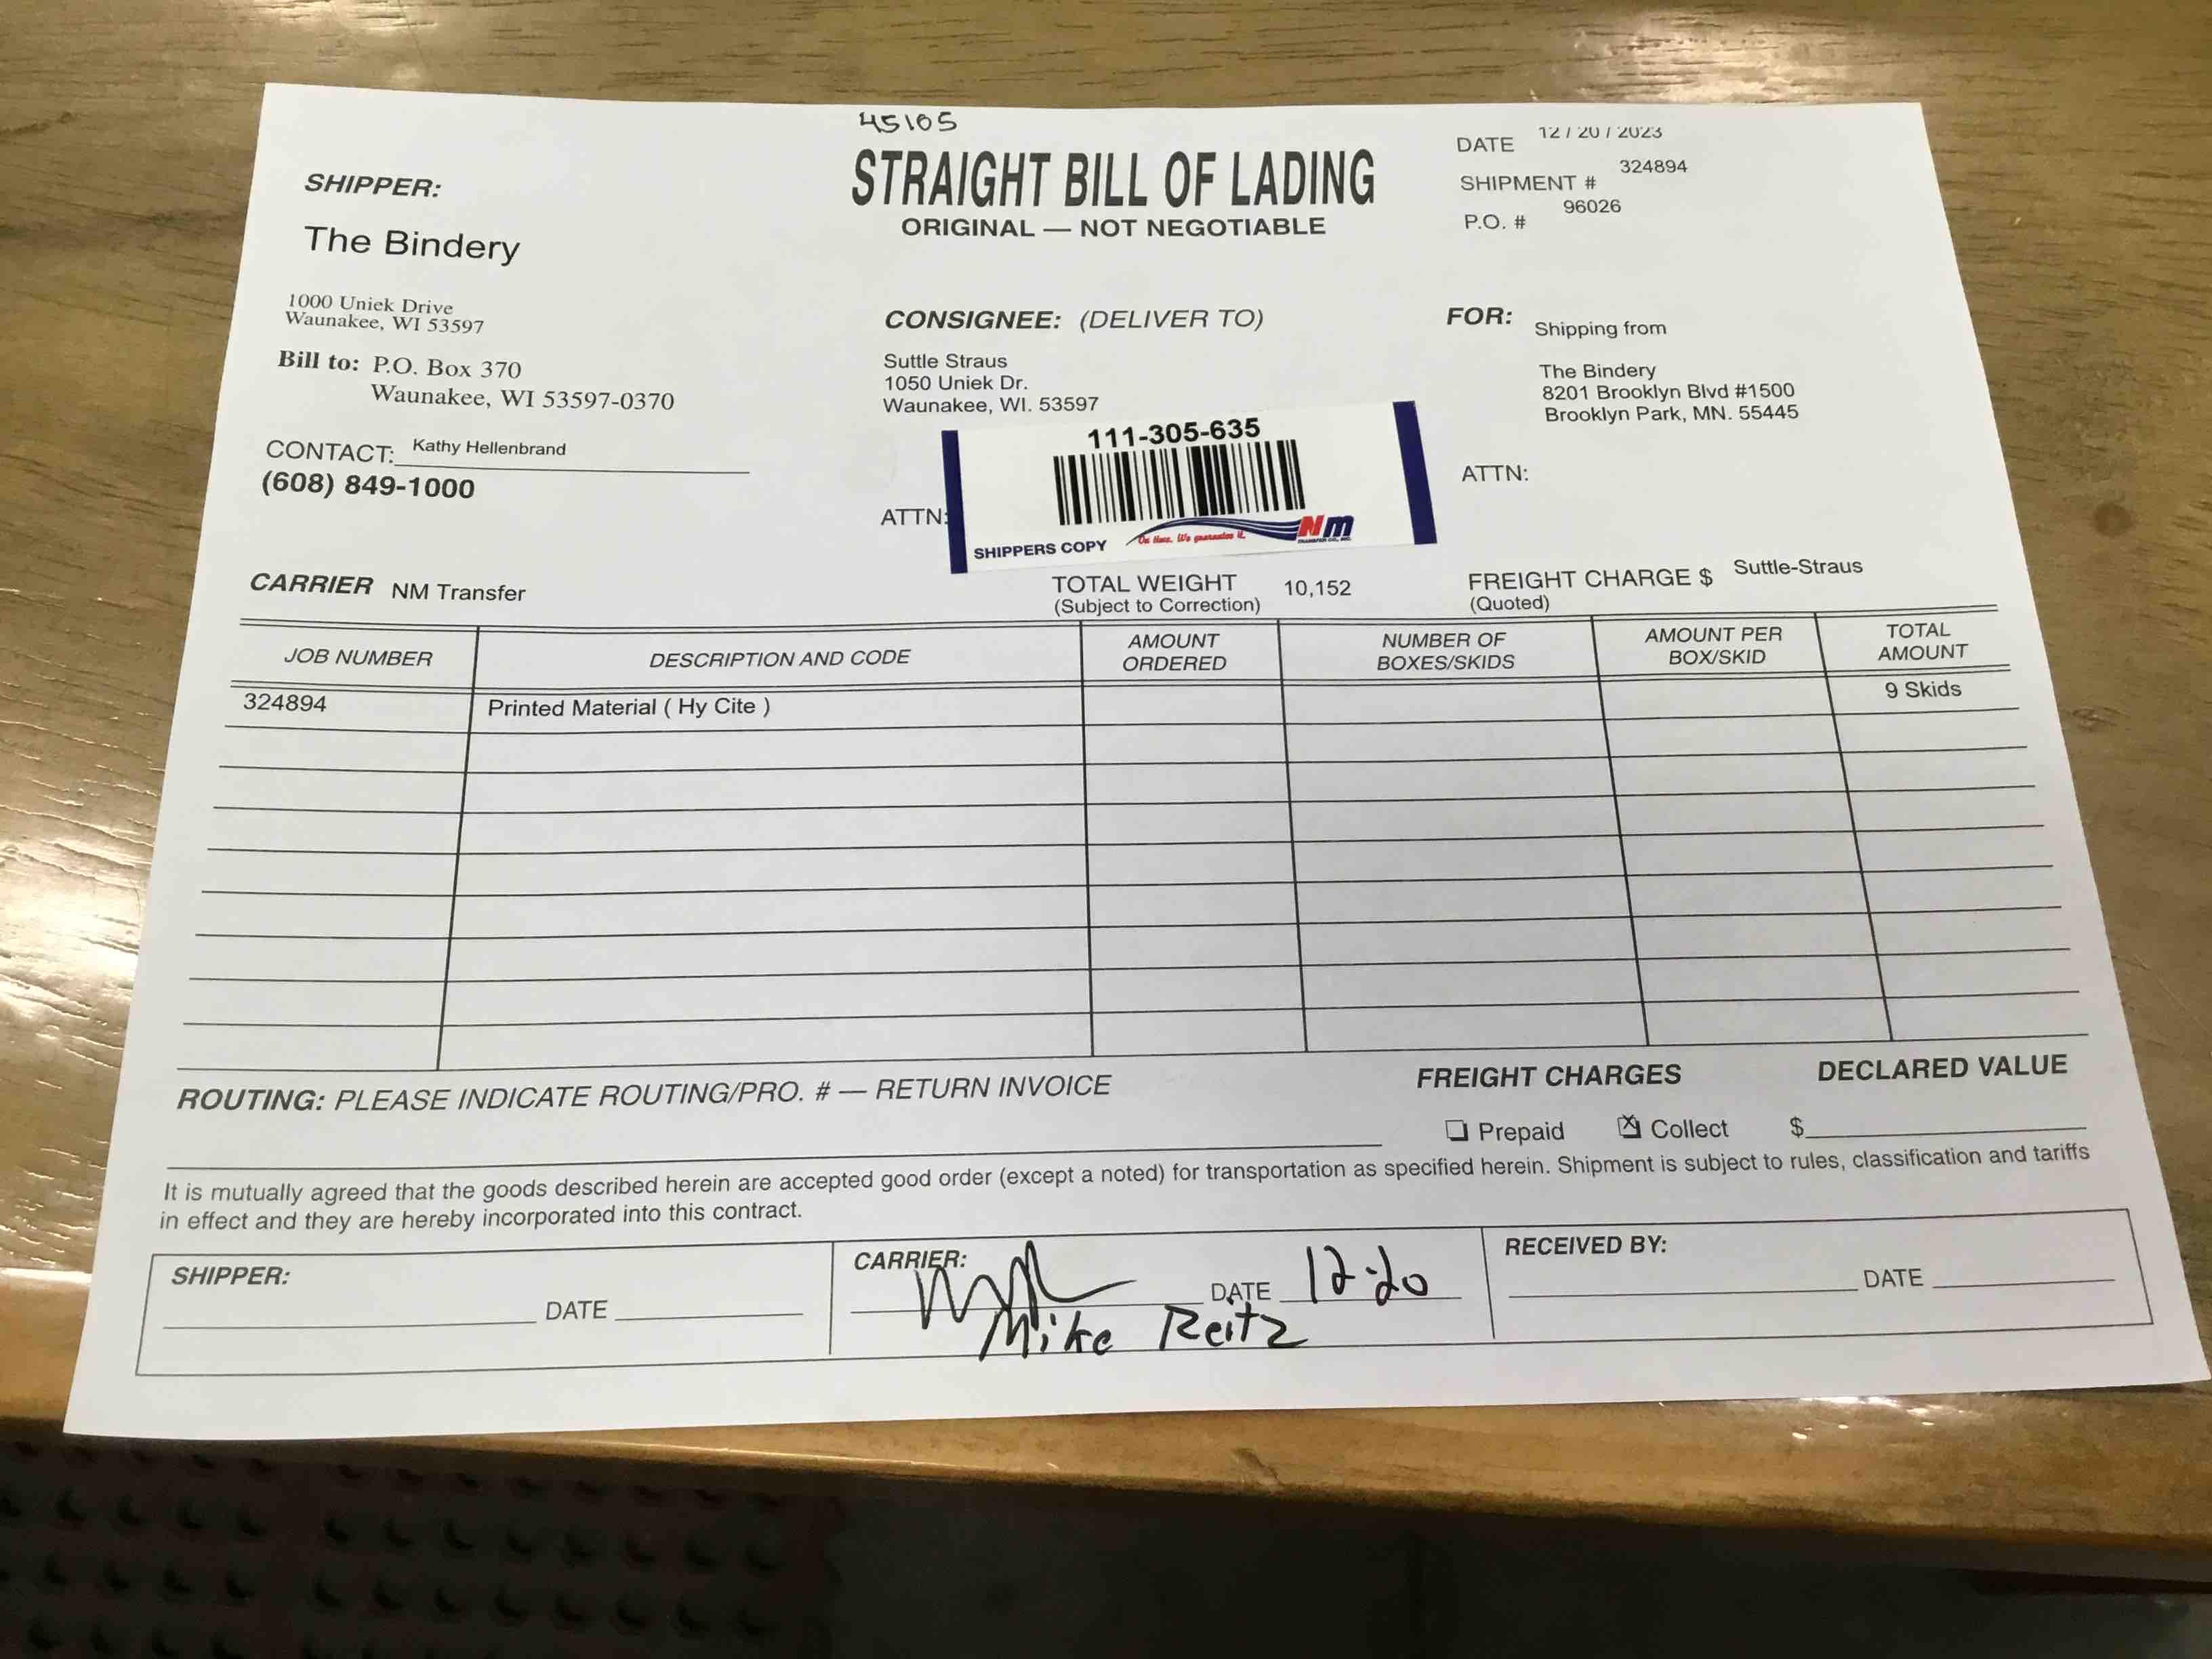 45105
STRAIGHT BILL OF LADING
ORIGINAL — NOT NEGOTIABLE
DATE 12 / 20 / 2023
SHIPMENT # 324894
P.O. # 96026
SHIPPER:
The Bindery
1000 Uniek Drive
Waunakee, WI 53597
Bill to: P.O. Box 370
Waunakee, WI 53597-0370
CONTACT: Kathy Hellenbrand
(608) 849-1000
CONSIGNEE: (DELIVER TO)
Suttle Straus
1050 Uniek Dr.
Waunakee, WI. 53597
ATTN:
111-305-635
SHIPPERS COPY
On time. We guarantee it.
Nm
TRANSFER CO., INC.
FOR: Shipping from
The Bindery
8201 Brooklyn Blvd #1500
Brooklyn Park, MN. 55445
ATTN:
CARRIER NM Transfer
TOTAL WEIGHT 10,152
(Subject to Correction)
FREIGHT CHARGE $ Suttle-Straus
(Quoted)
JOB NUMBER
DESCRIPTION AND CODE
AMOUNT
ORDERED
NUMBER OF
BOXES/SKIDS
AMOUNT PER
BOX/SKID
TOTAL
AMOUNT
324894
Printed Material ( Hy Cite )
9 Skids
ROUTING: PLEASE INDICATE ROUTING/PRO. # — RETURN INVOICE
FREIGHT CHARGES
Prepaid
Collect
DECLARED VALUE
$
It is mutually agreed that the goods described herein are accepted good order (except a noted) for transportation as specified herein. Shipment is subject to rules, classification and tariffs
in effect and they are hereby incorporated into this contract.
SHIPPER:
DATE
CARRIER:
DATE 12-20
Mike Reitz
RECEIVED BY:
DATE